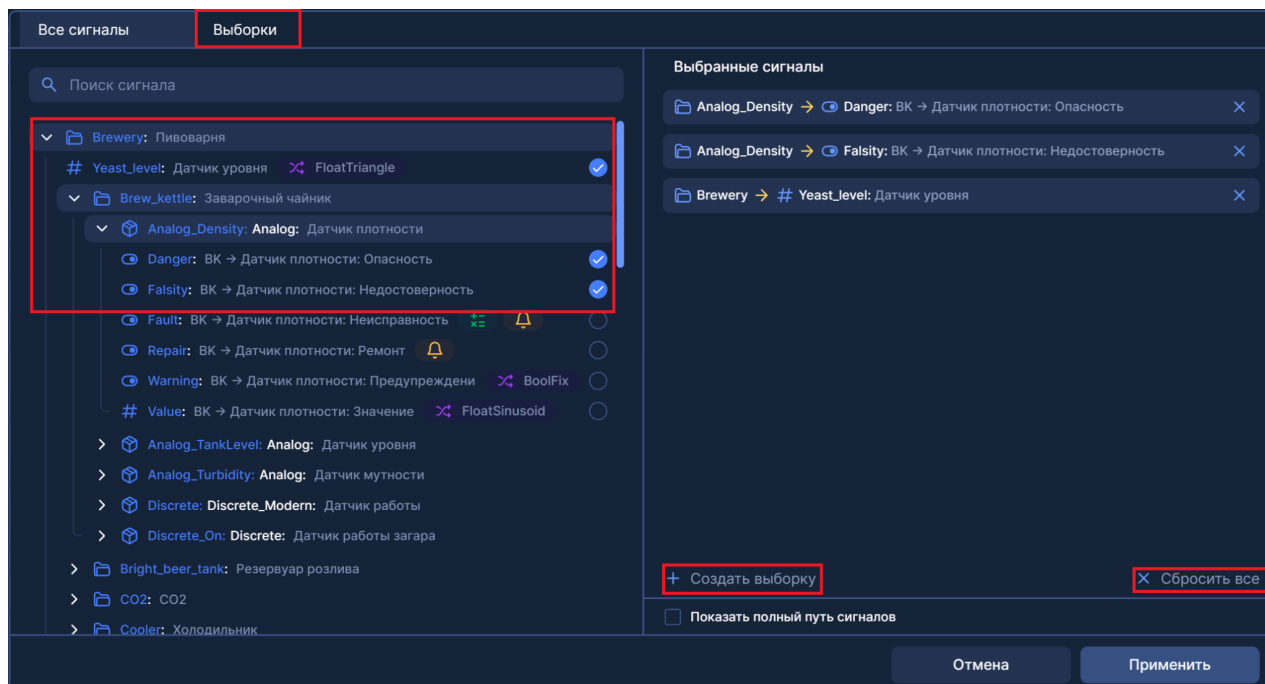 Все сигналы Выборки
Поиск сигнала
Brewery: Пивоварня
Yeast_level: Датчик уровня FloatTriangle
Brew_kettle: Заварочный чайник
Analog_Density: Analog: Датчик плотности
Danger: ВК → Датчик плотности: Опасность
Falsity: ВК → Датчик плотности: Недостоверность
Fault: ВК → Датчик плотности: Неисправность
Repair: ВК → Датчик плотности: Ремонт
Warning: ВК → Датчик плотности: Предупреждени BoolFix
Value: ВК → Датчик плотности: Значение FloatSinusoid
Analog_TankLevel: Analog: Датчик уровня
Analog_Turbidity: Analog: Датчик мутности
Discrete: Discrete_Modern: Датчик работы
Discrete_On: Discrete: Датчик работы загара
Bright_beer_tank: Резервуар розлива
CO2: CO2
Cooler: Холодильник
Выбранные сигналы
Analog_Density → Danger: ВК → Датчик плотности: Опасность
Analog_Density → Falsity: ВК → Датчик плотности: Недостоверность
Brewery → # Yeast_level: Датчик уровня
+ Создать выборку
× Сбросить все
Показать полный путь сигналов
Отмена Применить